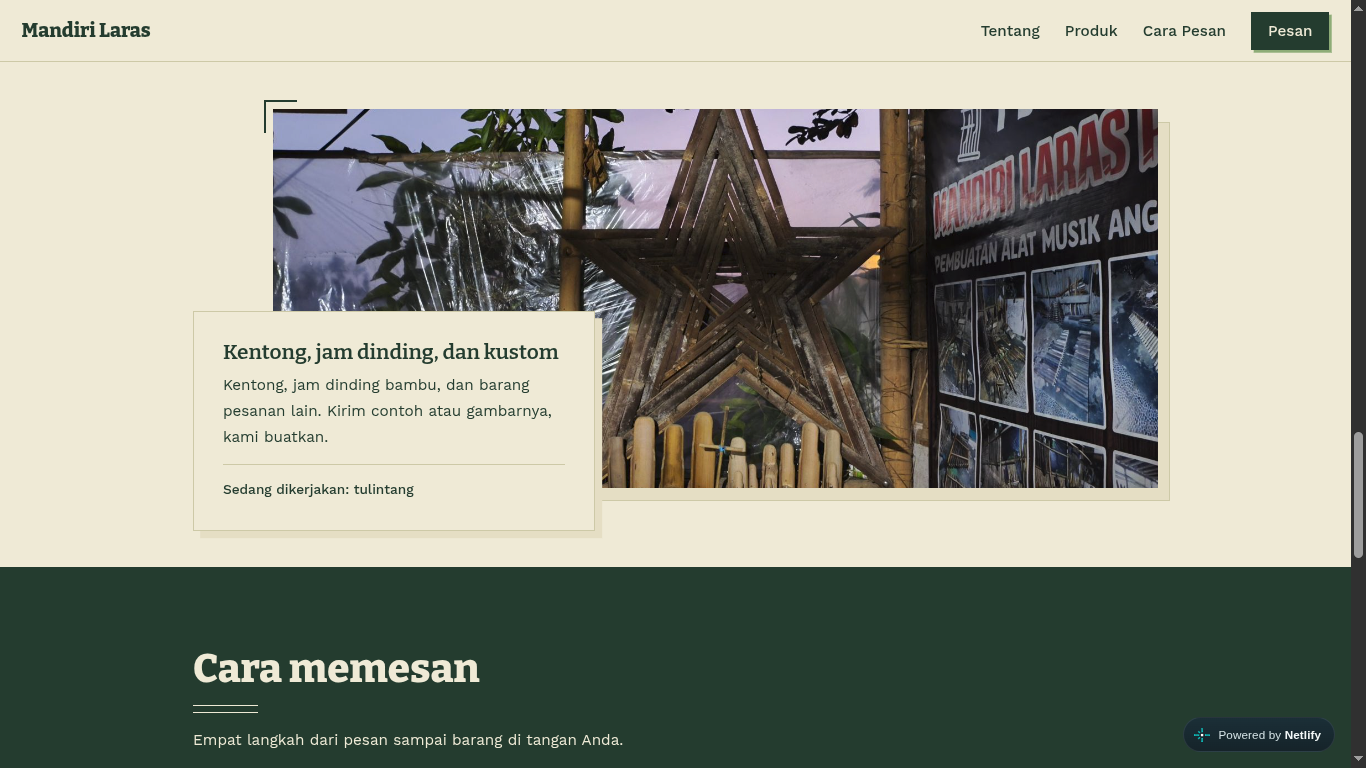 Mandiri Laras
Tentang
Produk
Cara Pesan
Pesan
MANDIRI LARAS
PEMBUATAN ALAT MUSIK ANG
Kentong, jam dinding, dan kustom
Kentong, jam dinding bambu, dan barang
pesanan lain. Kirim contoh atau gambarnya,
kami buatkan.
Sedang dikerjakan: tulintang
Cara memesan
Empat langkah dari pesan sampai barang di tangan Anda.
Powered by Netlify